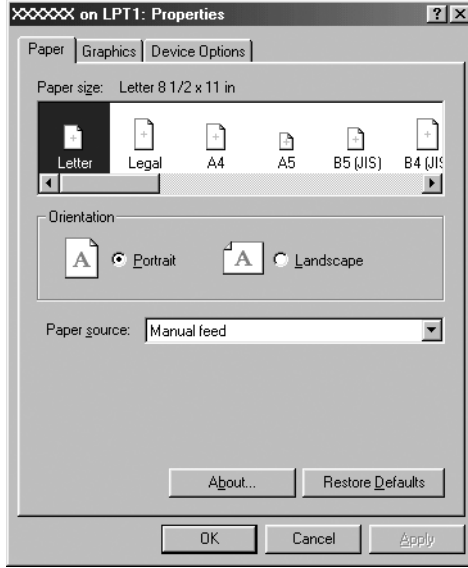 XXXXXX on LPT1: Properties
Paper Graphics Device Options
Paper size: Letter 8 1/2 x 11 in
Letter Legal A4 A5 B5 (JIS) B4 (JIS
Orientation
A Portrait A Landscape
Paper source: Manual feed
About... Restore Defaults
OK Cancel Apply